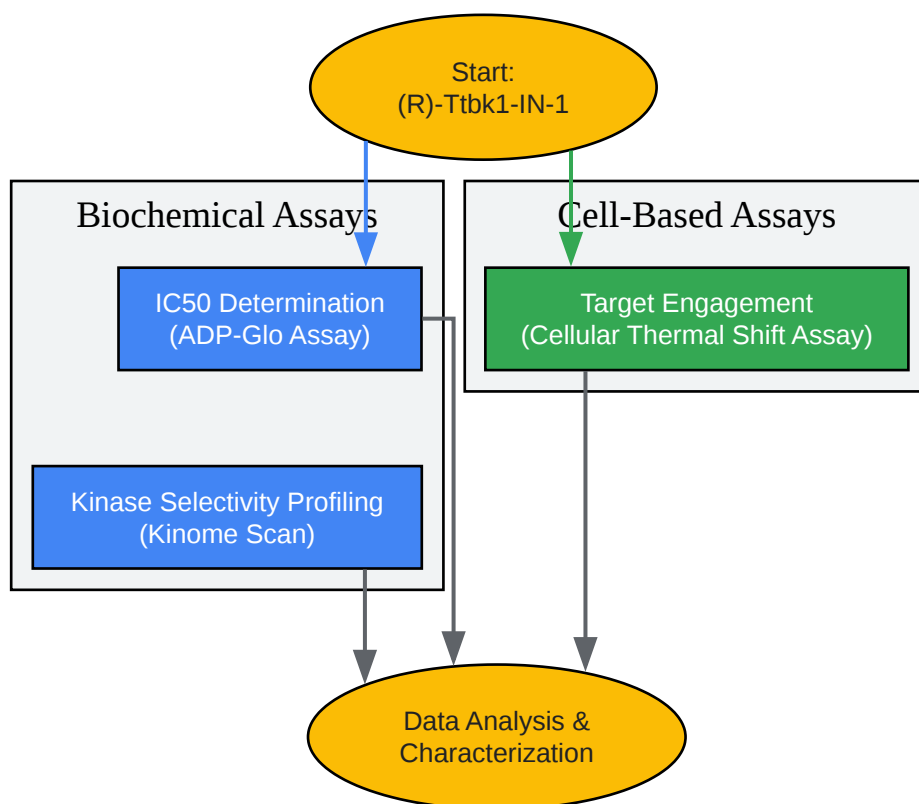 Start:
(R)-Ttbk1-IN-1
Biochemical Assays
Cell-Based Assays
IC50 Determination
(ADP-Glo Assay)
Target Engagement
(Cellular Thermal Shift Assay)
Kinase Selectivity Profiling
(Kinome Scan)
Data Analysis &
Characterization